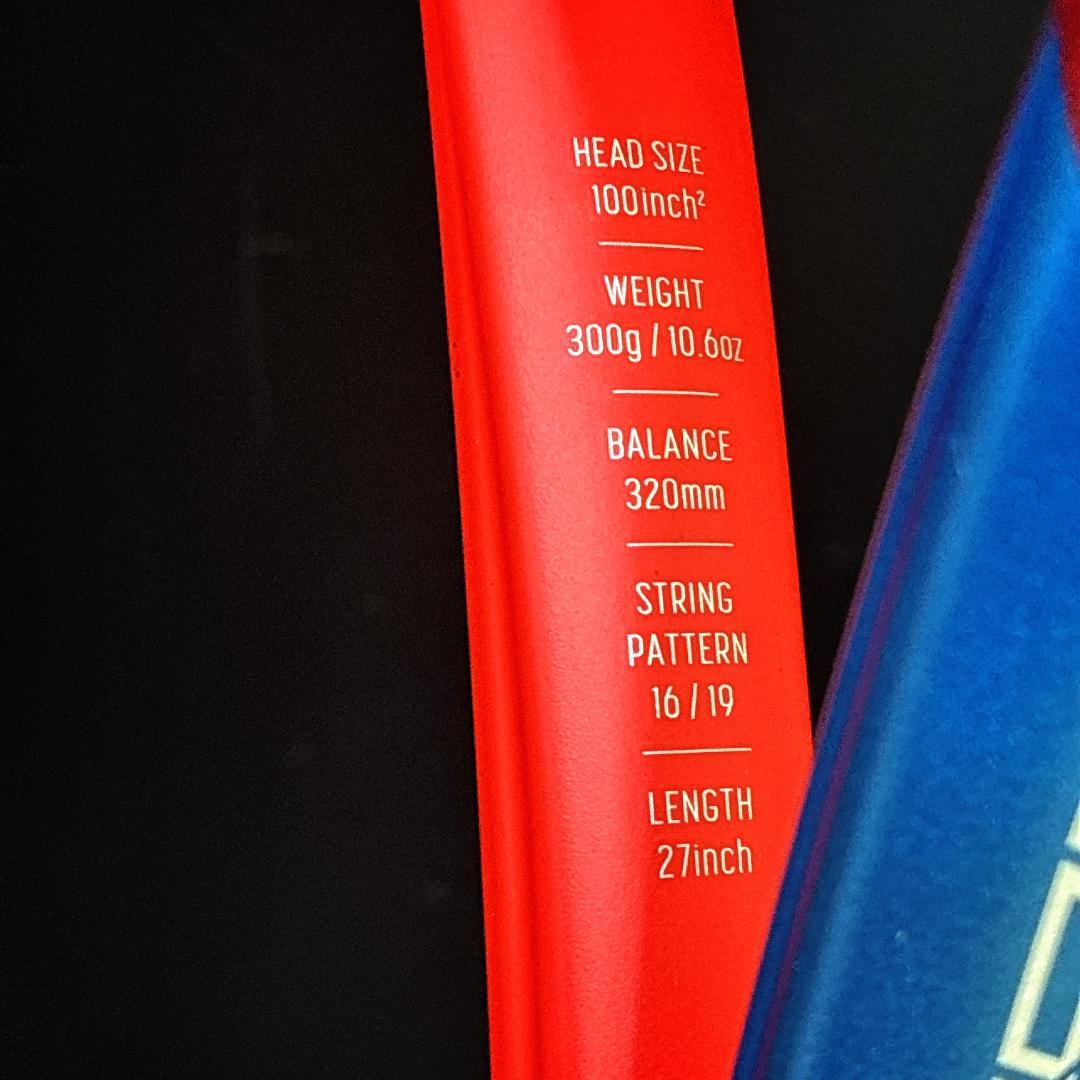 HEAD SIZE
100inch²
WEIGHT
300g / 10.6oz
BALANCE
320mm
STRING
PATTERN
16 / 19
LENGTH
27inch